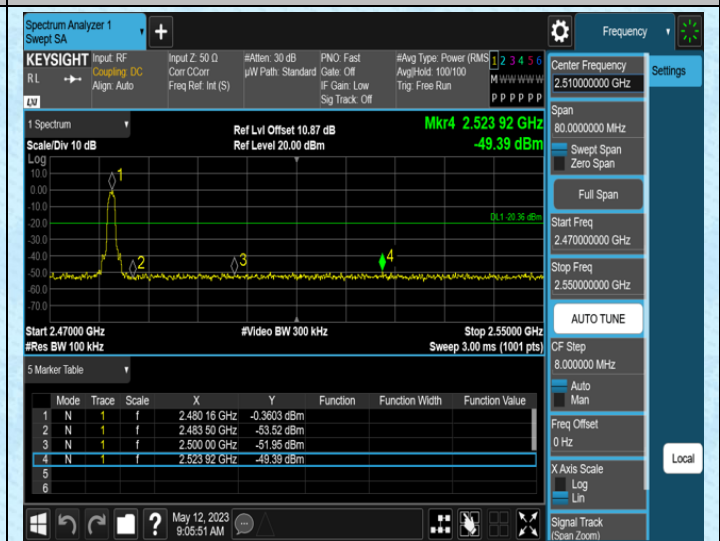 Spectrum Analyzer 1
Swept SA
+
Frequency
KEYSIGHT
Input: RF
Input Z: 50 Ω
#Atten: 30 dB
PNO: Fast
#Avg Type: Power (RMS
1 2 3 4 5 6
RL
Coupling: DC
Corr CCorr
µW Path: Standard
Gate: Off
Avg|Hold: 100/100
M W W W W W
Align: Auto
Freq Ref: Int (S)
IF Gain: Low
Trig: Free Run
Sig Track: Off
P P P P P P
LXI
1 Spectrum
Ref Lvl Offset 10.87 dB
Mkr4 2.523 92 GHz
Scale/Div 10 dB
Ref Level 20.00 dBm
-49.39 dBm
Log
10.0
0.00
-10.0
-20.0
-30.0
-40.0
-50.0
-60.0
-70.0
1
2
3
4
DL1 -20.36 dBm
Start 2.47000 GHz
#Video BW 300 kHz
Stop 2.55000 GHz
#Res BW 100 kHz
Sweep 3.00 ms (1001 pts)
5 Marker Table
Mode Trace Scale X Y Function Function Width Function Value
1 N 1 f 2.480 16 GHz -0.3603 dBm
2 N 1 f 2.483 50 GHz -53.52 dBm
3 N 1 f 2.500 00 GHz -51.95 dBm
4 N 1 f 2.523 92 GHz -49.39 dBm
5
6
?
May 12, 2023
9:05:51 AM
Center Frequency
2.510000000 GHz
Settings
Span
80.0000000 MHz
Swept Span
Zero Span
Full Span
Start Freq
2.470000000 GHz
Stop Freq
2.550000000 GHz
AUTO TUNE
CF Step
8.000000 MHz
Auto
Man
Freq Offset
0 Hz
Local
X Axis Scale
Log
Lin
Signal Track
(Span Zoom)